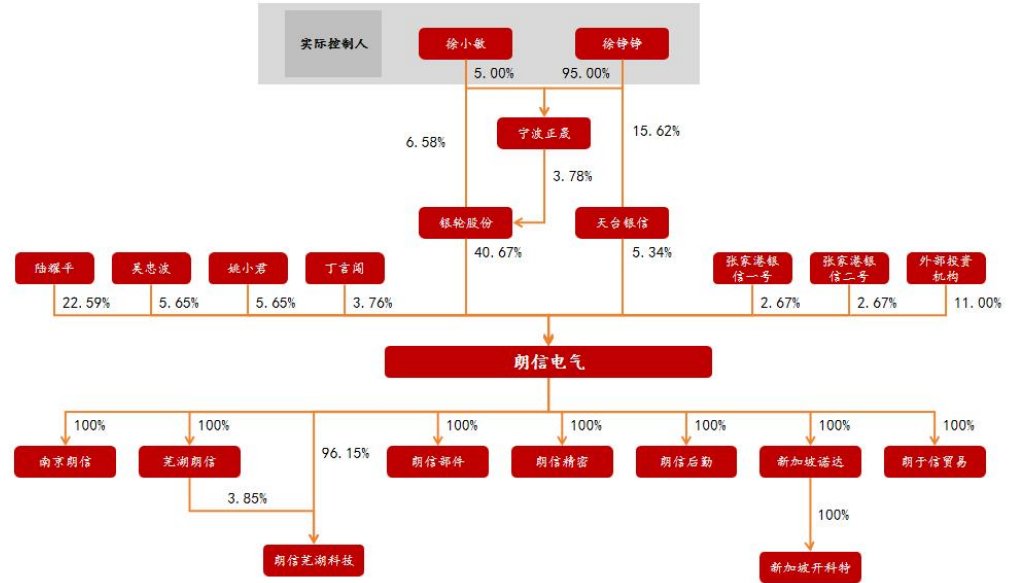 实际控制人
徐小敏
徐铮铮
5.00%
95.00%
宁波正晟
6.58%
15.62%
3.78%
银轮股份
天台银信
40.67%
5.34%
陆耀平
吴忠波
姚小君
丁言闯
张家港银
信一号
张家港银
信二号
外部投资
机构
22.59%
5.65%
5.65%
3.76%
2.67%
2.67%
11.00%
朗信电气
100%
100%
100%
100%
100%
100%
100%
96.15%
南京朗信
芜湖朗信
朗信部件
朗信精密
朗信后勤
新加坡诺达
朗于信贸易
3.85%
100%
朗信芜湖科技
新加坡开科特